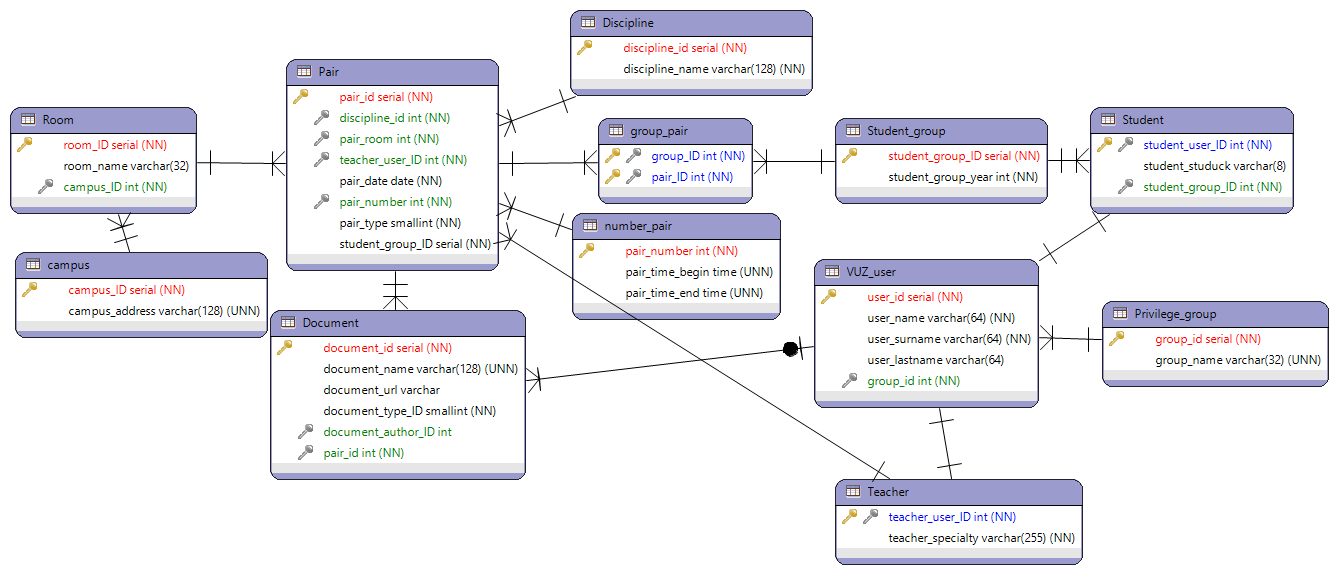 Discipline
discipline_id serial (NN)
discipline_name varchar(128) (NN)
Pair
pair_id serial (NN)
discipline_id int (NN)
pair_room int (NN)
teacher_user_ID int (NN)
pair_date date (NN)
pair_number int (NN)
pair_type smallint (NN)
student_group_ID serial (NN)
Room
room_ID serial (NN)
room_name varchar(32)
campus_ID int (NN)
group_pair
group_ID int (NN)
pair_ID int (NN)
Student_group
student_group_ID serial (NN)
student_group_year int (NN)
Student
student_user_ID int (NN)
student_studuck varchar(8)
student_group_ID int (NN)
number_pair
pair_number int (NN)
pair_time_begin time (UNN)
pair_time_end time (UNN)
campus
campus_ID serial (NN)
campus_address varchar(128) (UNN)
VUZ_user
user_id serial (NN)
user_name varchar(64) (NN)
user_surname varchar(64) (NN)
user_lastname varchar(64)
group_id int (NN)
Privilege_group
group_id serial (NN)
group_name varchar(32) (UNN)
Document
document_id serial (NN)
document_name varchar(128) (UNN)
document_url varchar
document_type_ID smallint (NN)
document_author_ID int
pair_id int (NN)
Teacher
teacher_user_ID int (NN)
teacher_specialty varchar(255) (NN)